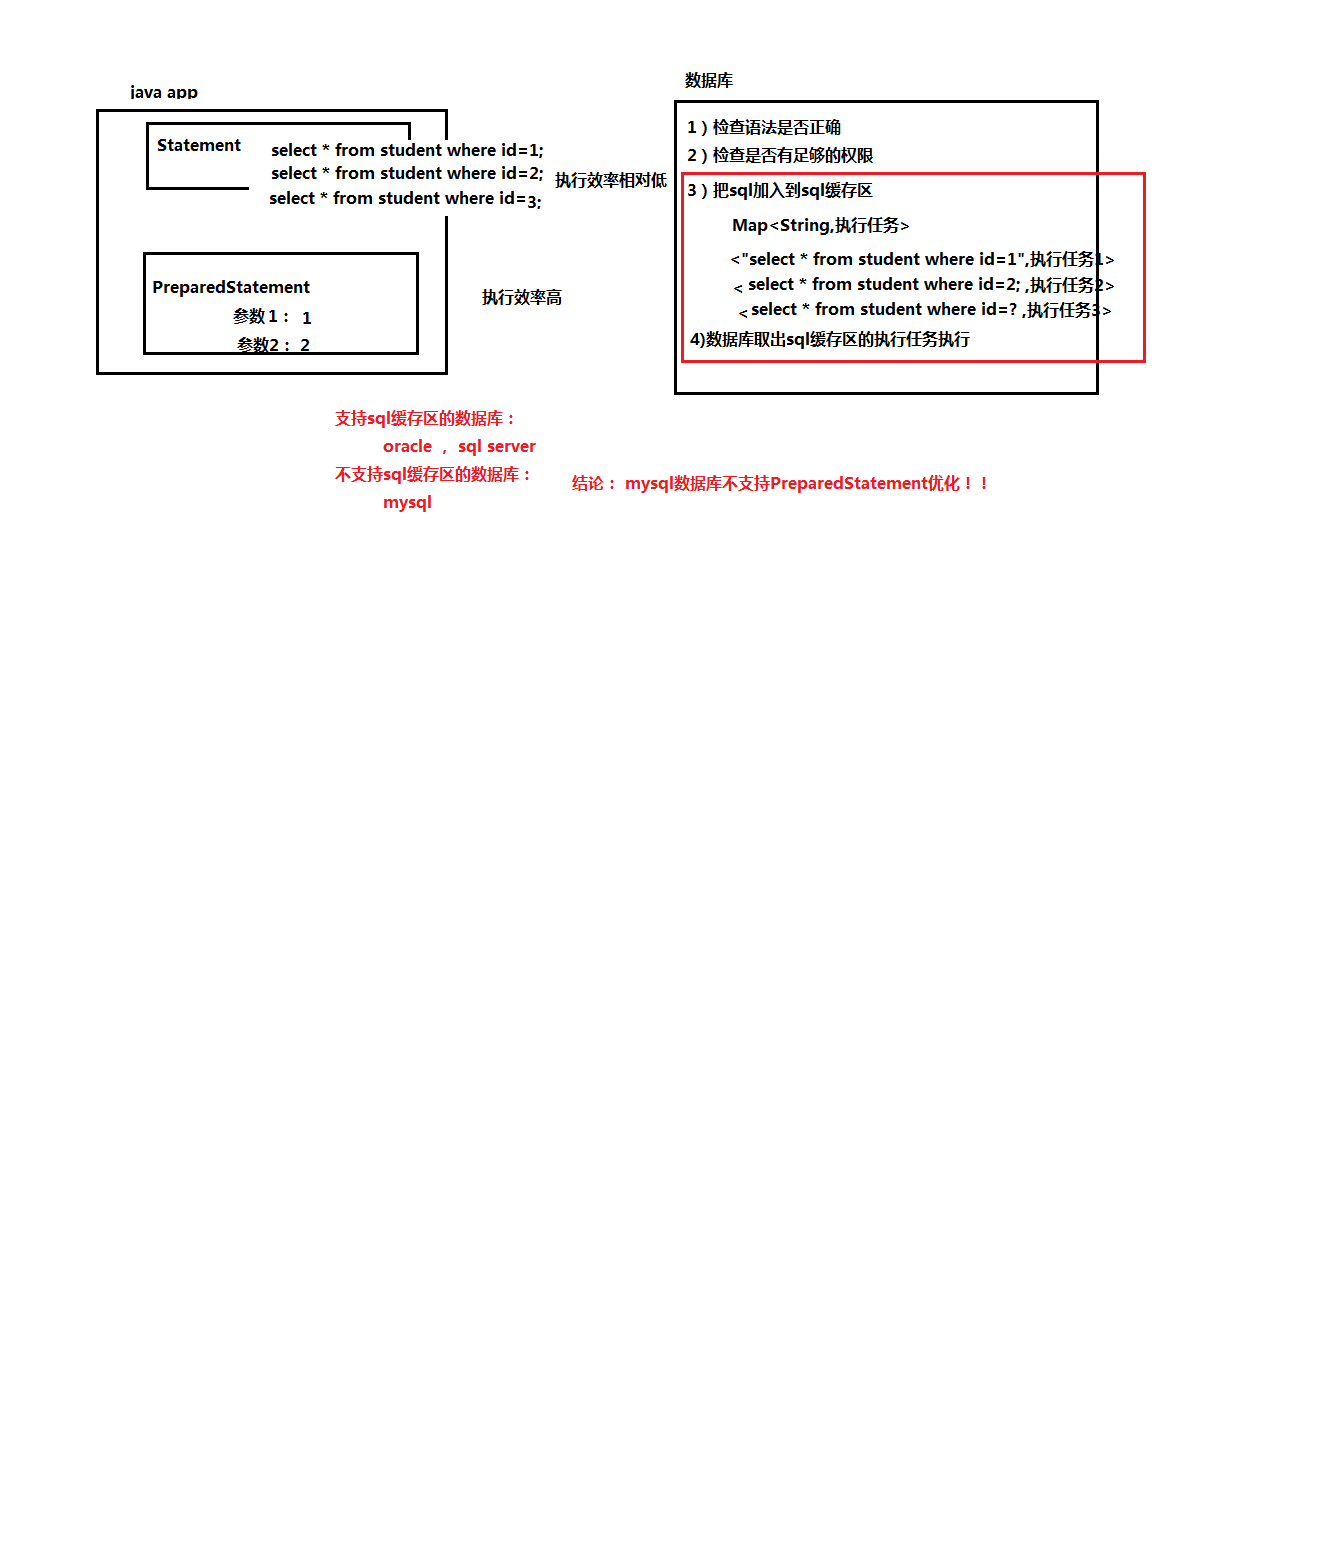 java app
Statement
select * from student where id=1;
select * from student where id=2;
select * from student where id=3;
执行效率相对低
PreparedStatement
参数1： 1
参数2： 2
执行效率高
数据库
1）检查语法是否正确
2）检查是否有足够的权限
3）把sql加入到sql缓存区
Map<String,执行任务>
<"select * from student where id=1",执行任务1>
< select * from student where id=2; ,执行任务2>
< select * from student where id=? ,执行任务3>
4)数据库取出sql缓存区的执行任务执行
支持sql缓存区的数据库：
oracle ， sql server
不支持sql缓存区的数据库：
mysql
结论： mysql数据库不支持PreparedStatement优化！！